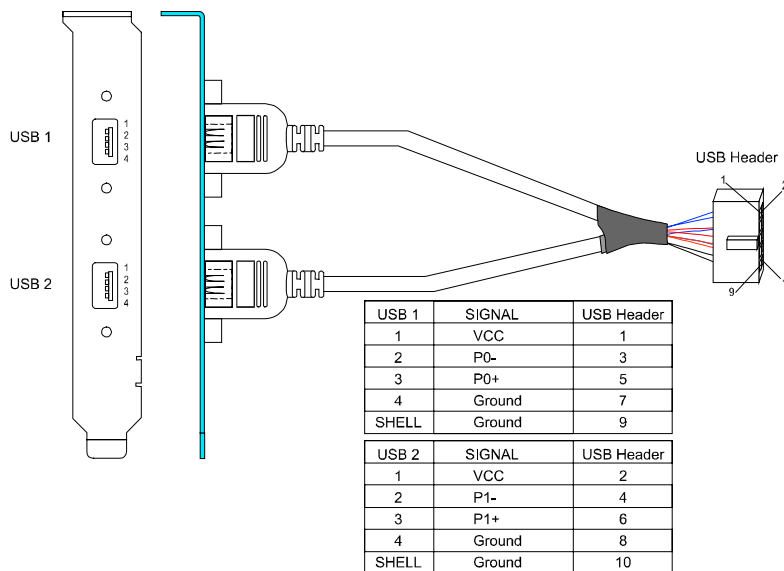 USB 1
1
2
3
4
USB 2
1
2
3
4
USB Header
1
2
9
USB 1 SIGNAL USB Header
1 VCC 1
2 P0- 3
3 P0+ 5
4 Ground 7
SHELL Ground 9
USB 2 SIGNAL USB Header
1 VCC 2
2 P1- 4
3 P1+ 6
4 Ground 8
SHELL Ground 10